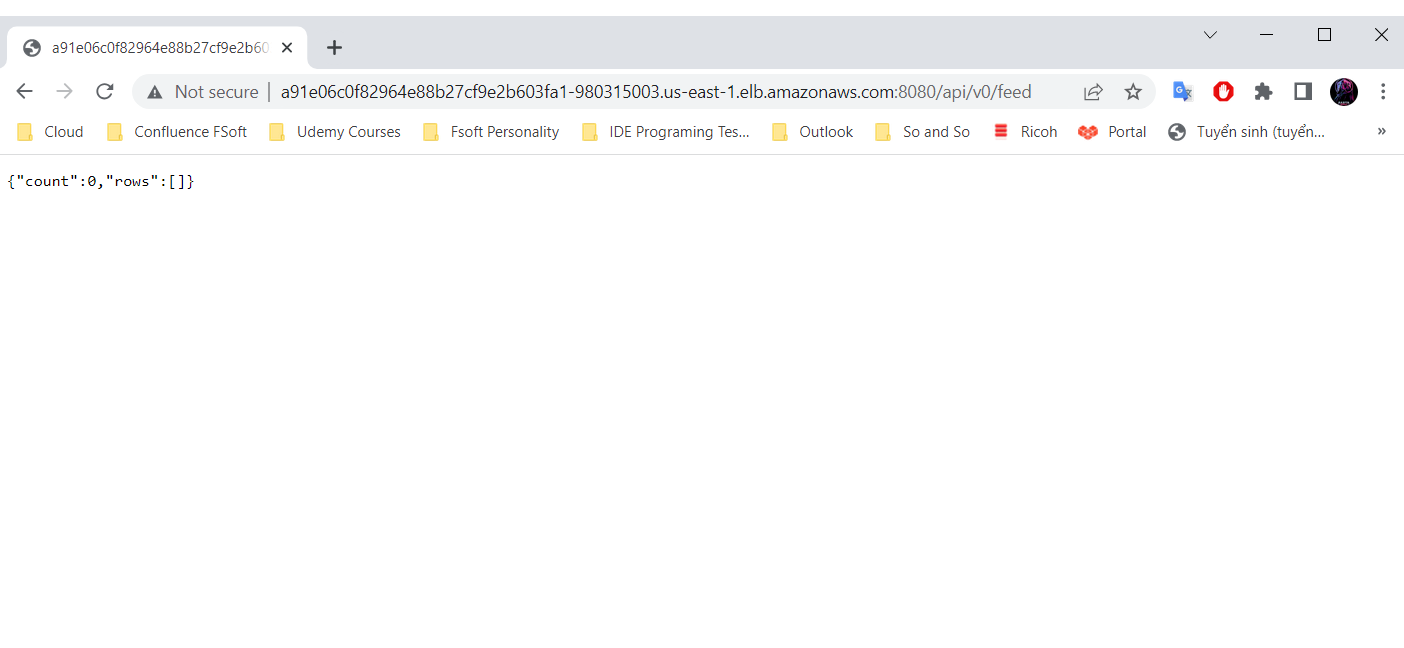 a91e06c0f82964e88b27cf9e2b60
Not secure | a91e06c0f82964e88b27cf9e2b603fa1-980315003.us-east-1.elb.amazonaws.com:8080/api/v0/feed
Cloud Confluence FSoft Udemy Courses Fsoft Personality IDE Programing Tes... Outlook So and So Ricoh Portal Tuyển sinh (tuyển... »
{"count":0,"rows":[]}